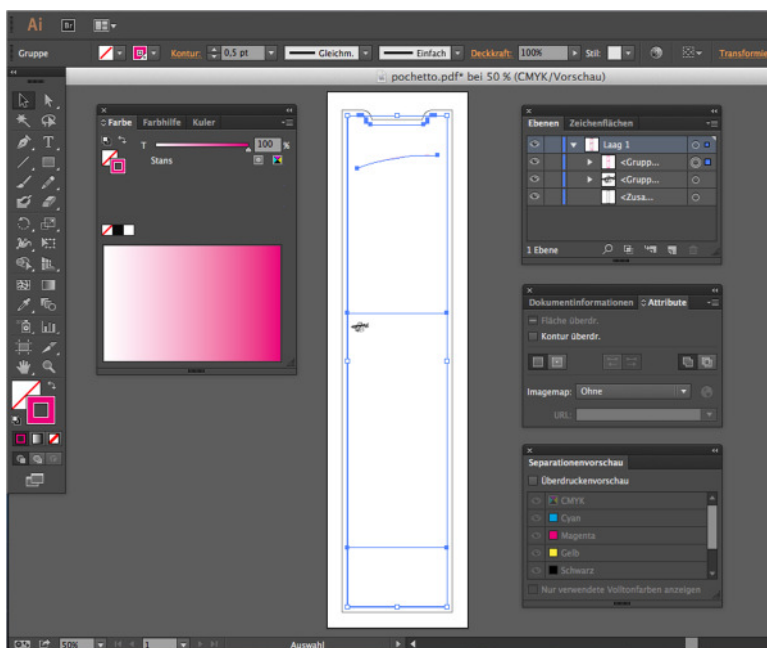 Ai Br
Gruppe Kontur: 0,5 pt Gleichm. Einfach Deckkraft: 100% Stil: Transformie
pochetto.pdf* bei 50 % (CMYK/Vorschau)
Farbe Farbhilfe Kuler
T 100 %
Stans
Ebenen Zeichenflächen
Laag 1
<Grupp...
<Grupp...
<Zusa...
1 Ebene
Dokumentinformationen Attribute
Fläche überdr.
Kontur überdr.
Imagemap: Ohne
URL:
Separationenvorschau
Überdruckenvorschau
CMYK
Cyan
Magenta
Gelb
Schwarz
Nur verwendete Volltonfarben anzeigen
50% 1 Auswahl